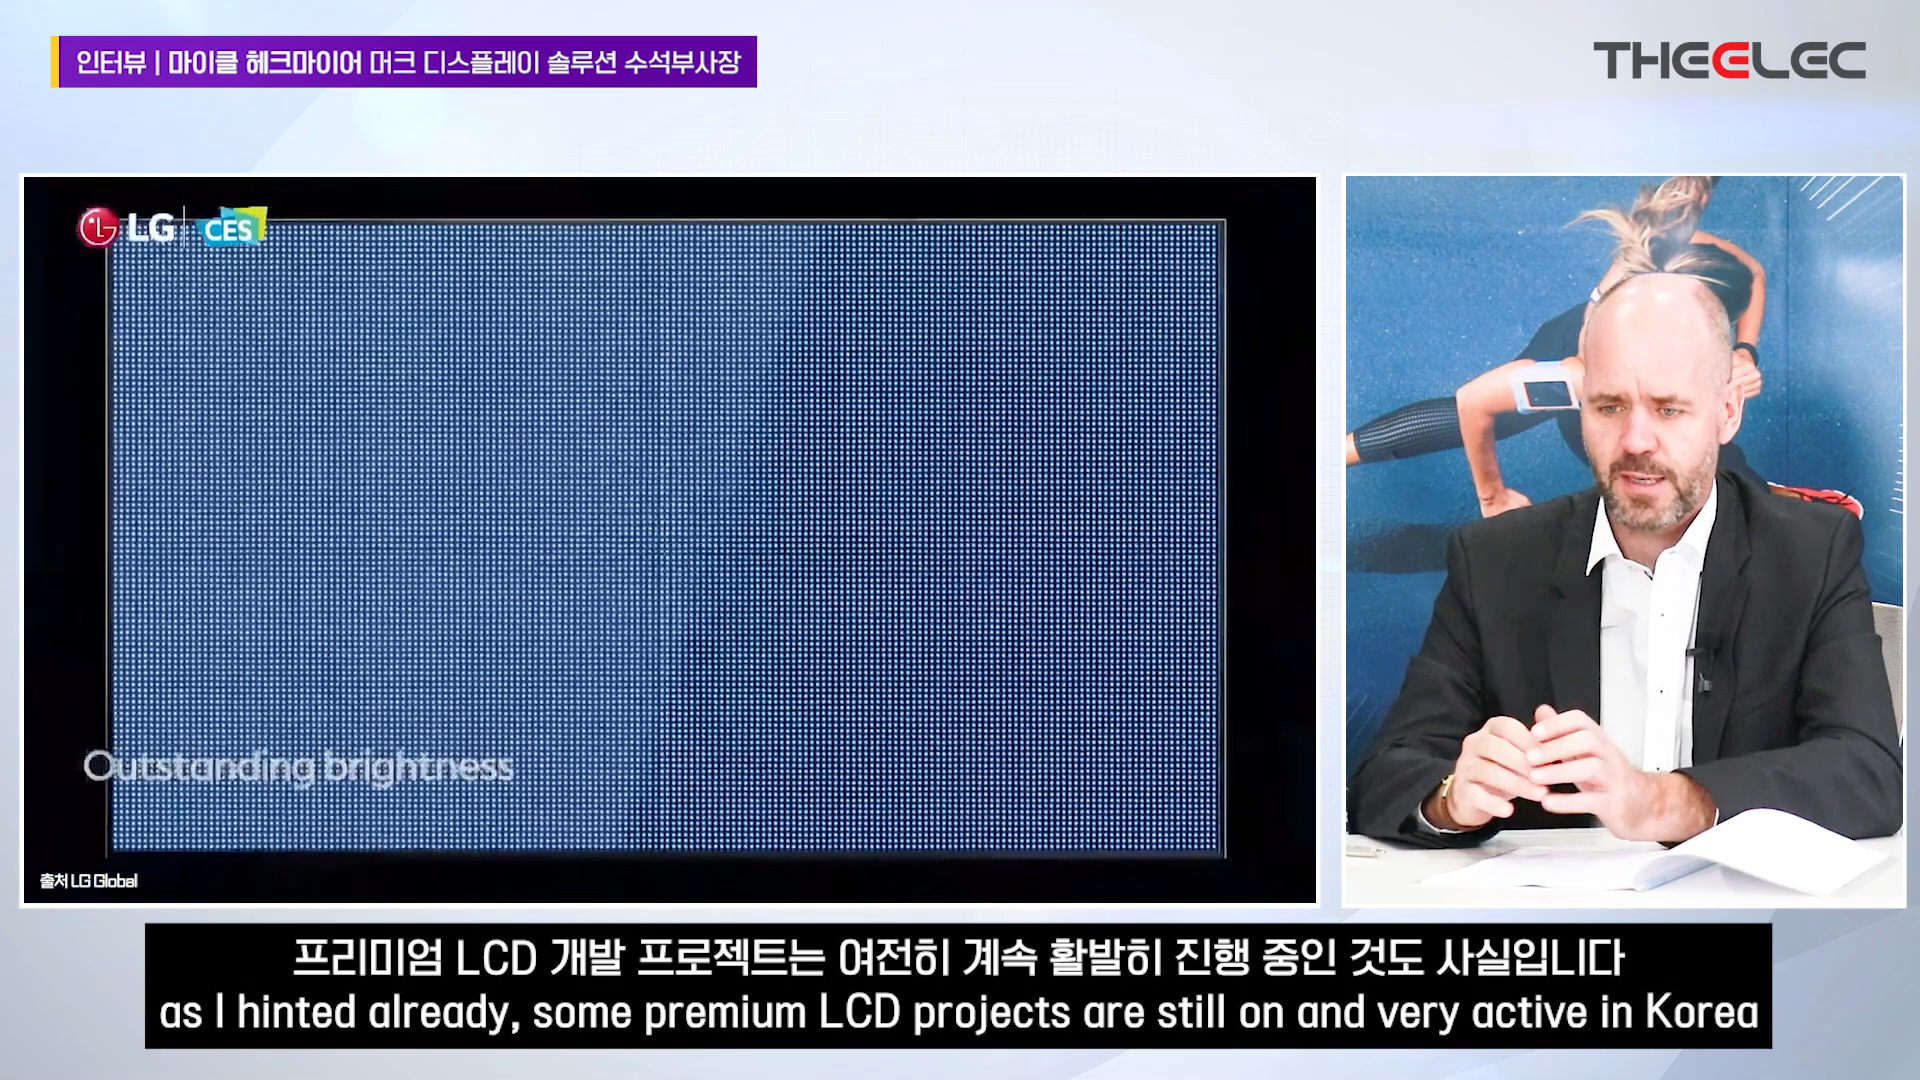 인터뷰 | 마이클 헤크마이어 머크 디스플레이 솔루션 수석부사장
THEELEC
LG
CES
Outstanding brightness
출처 LG Global
프리미엄 LCD 개발 프로젝트는 여전히 계속 활발히 진행 중인 것도 사실입니다
as I hinted already, some premium LCD projects are still on and very active in Korea